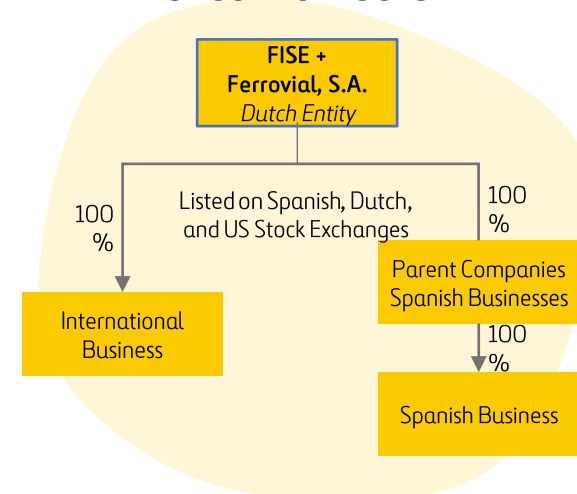 FISE +
Ferrovial, S.A.
Dutch Entity
Listed on Spanish, Dutch,
and US Stock Exchanges
100
%
100
%
Parent Companies
Spanish Businesses
International
Business
100
%
Spanish Business